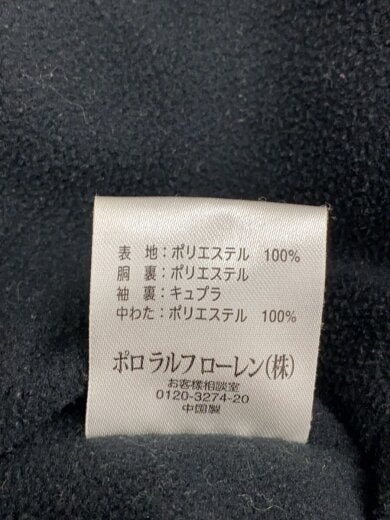 表 地：ポリエステル 100%
胴 裏：ポリエステル
袖 裏：キュプラ
中わた：ポリエステル 100%
ポロ ラルフ ローレン(株)
お客様相談室
0120-3274-20
中国製